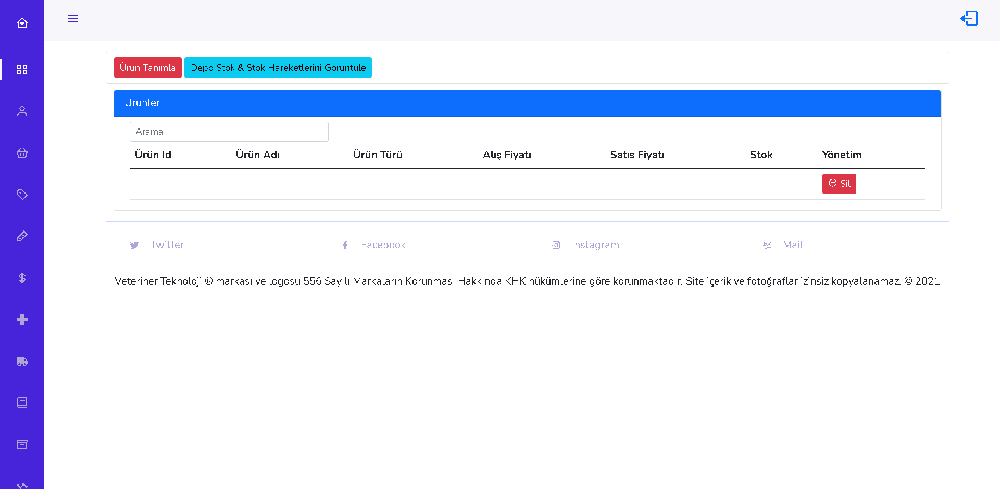 Ürün Tanımla Depo Stok & Stok Hareketlerini Görüntüle
Ürünler
Arama
Ürün Id Ürün Adı Ürün Türü Alış Fiyatı Satış Fiyatı Stok Yönetim
Sil
Twitter Facebook Instagram Mail
Veteriner Teknoloji ® markası ve logosu 556 Sayılı Markaların Korunması Hakkında KHK hükümlerine göre korunmaktadır. Site içerik ve fotoğraflar izinsiz kopyalanamaz. © 2021